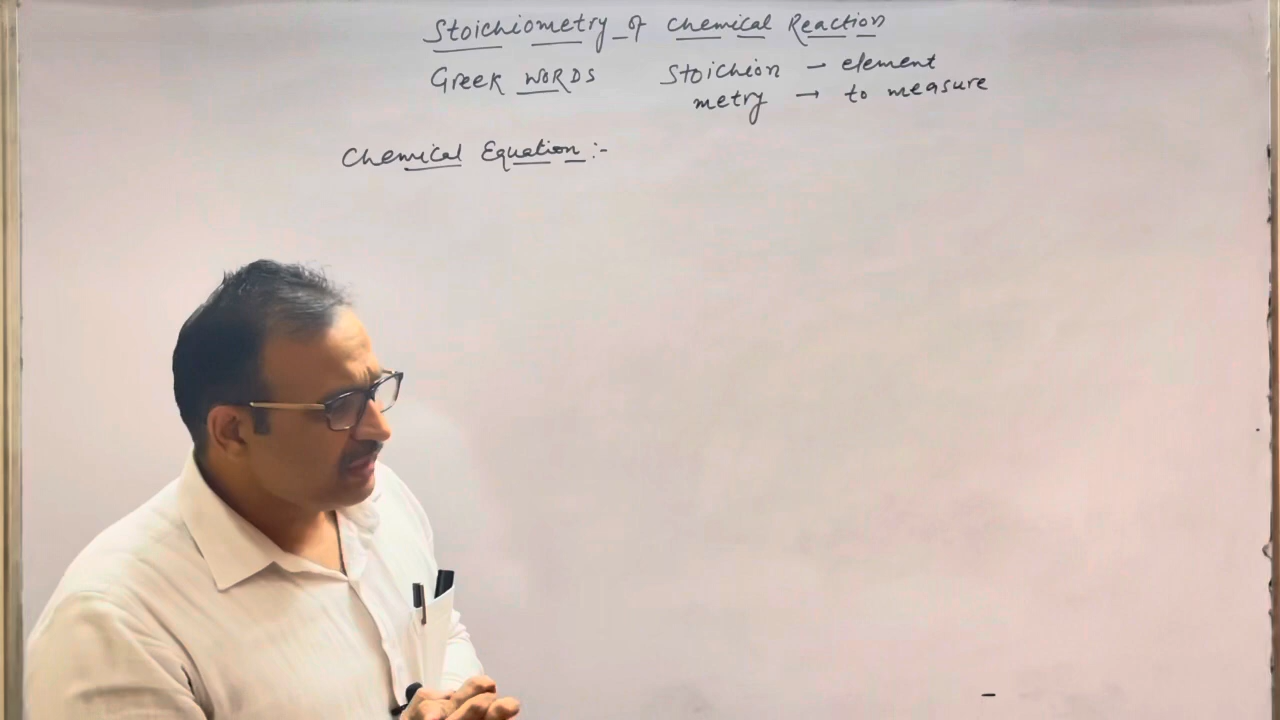 Stoichiometry of Chemical Reaction
Greek WORDS Stoichion - element
metry → to measure
Chemical Equation :-